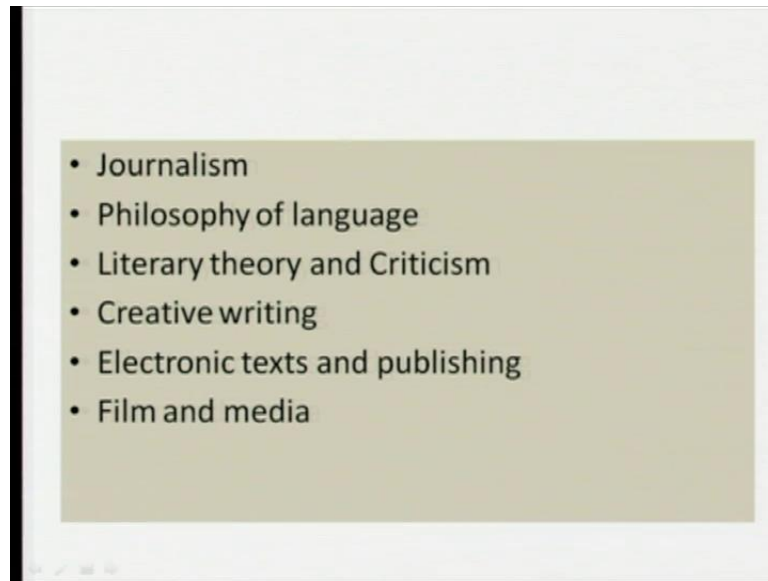 • Journalism
• Philosophy of language
• Literary theory and Criticism
• Creative writing
• Electronic texts and publishing
• Film and media